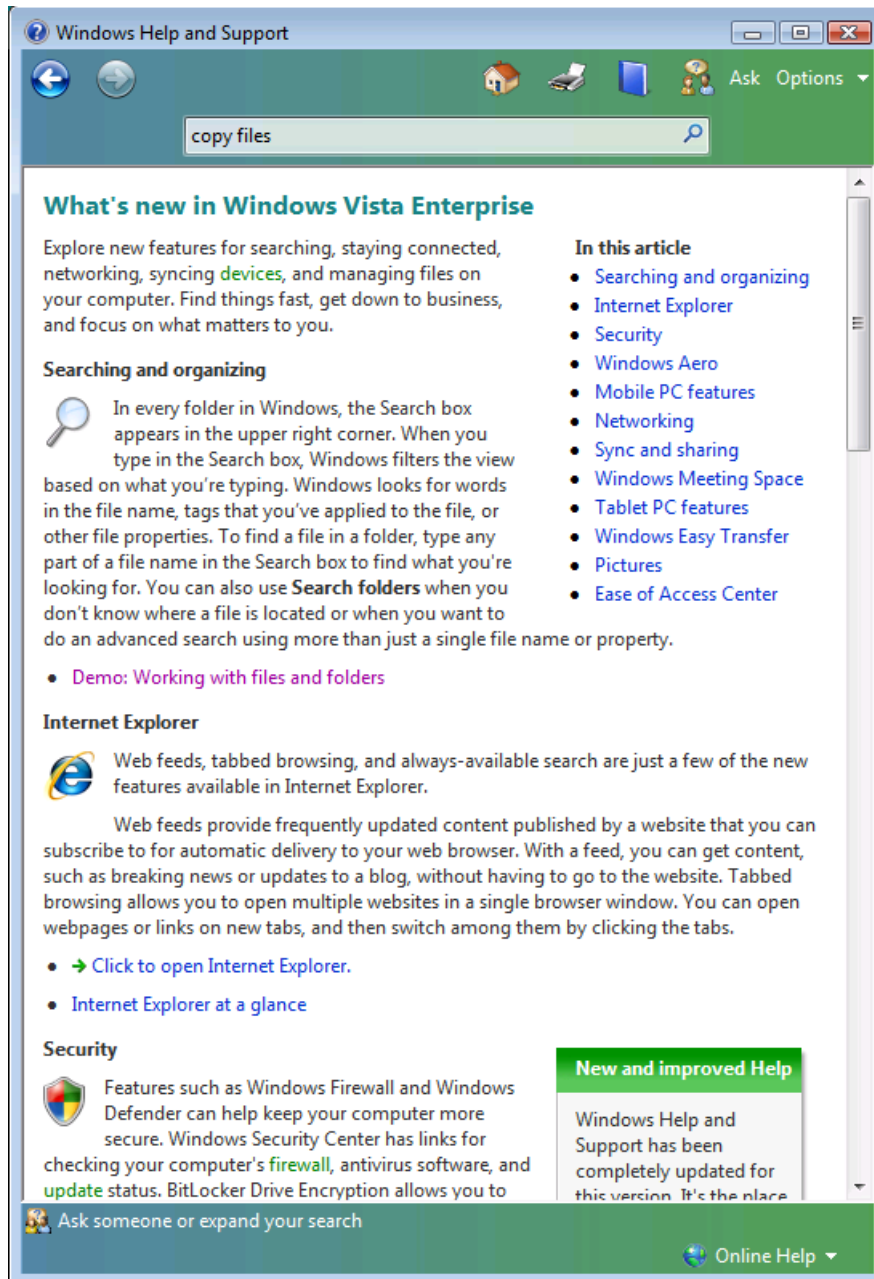 Windows Help and Support
Ask Options
copy files
What's new in Windows Vista Enterprise
Explore new features for searching, staying connected,
networking, syncing devices, and managing files on
your computer. Find things fast, get down to business,
and focus on what matters to you.
In this article
• Searching and organizing
• Internet Explorer
• Security
• Windows Aero
• Mobile PC features
• Networking
• Sync and sharing
• Windows Meeting Space
• Tablet PC features
• Windows Easy Transfer
• Pictures
• Ease of Access Center
Searching and organizing
In every folder in Windows, the Search box
appears in the upper right corner. When you
type in the Search box, Windows filters the view
based on what you're typing. Windows looks for words
in the file name, tags that you've applied to the file, or
other file properties. To find a file in a folder, type any
part of a file name in the Search box to find what you're
looking for. You can also use Search folders when you
don't know where a file is located or when you want to
do an advanced search using more than just a single file name or property.
• Demo: Working with files and folders
Internet Explorer
Web feeds, tabbed browsing, and always-available search are just a few of the new
features available in Internet Explorer.
Web feeds provide frequently updated content published by a website that you can
subscribe to for automatic delivery to your web browser. With a feed, you can get content,
such as breaking news or updates to a blog, without having to go to the website. Tabbed
browsing allows you to open multiple websites in a single browser window. You can open
webpages or links on new tabs, and then switch among them by clicking the tabs.
• Click to open Internet Explorer.
• Internet Explorer at a glance
Security
Features such as Windows Firewall and Windows
Defender can help keep your computer more
secure. Windows Security Center has links for
checking your computer's firewall, antivirus software, and
update status. BitLocker Drive Encryption allows you to
New and improved Help
Windows Help and
Support has been
completely updated for
this version. It's the place
Ask someone or expand your search
Online Help